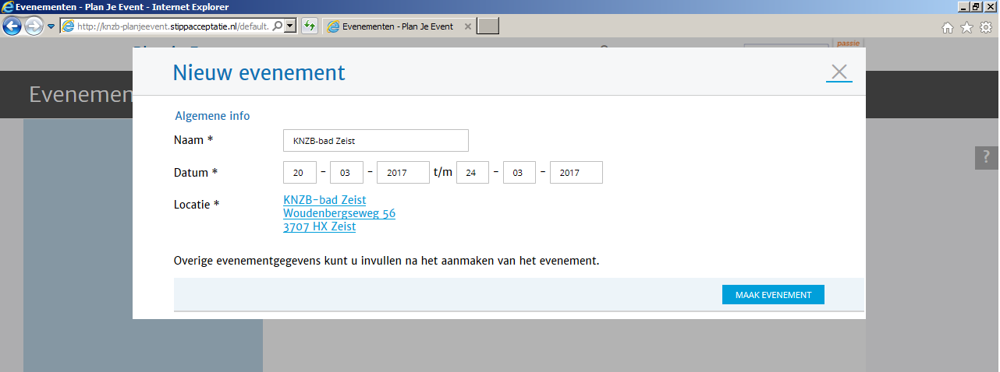 Evenementen - Plan Je Event - Internet Explorer
http://knzb-planjeevent.stippacceptatie.nl/default.
Evenementen - Plan Je Event
passie
Nieuw evenement
Evenemen
Algemene info
Naam * KNZB-bad Zeist
Datum * 20 - 03 - 2017 t/m 24 - 03 - 2017
Locatie * KNZB-bad Zeist
Woudenbergseweg 56
3707 HX Zeist
?
Overige evenementgegevens kunt u invullen na het aanmaken van het evenement.
MAAK EVENEMENT